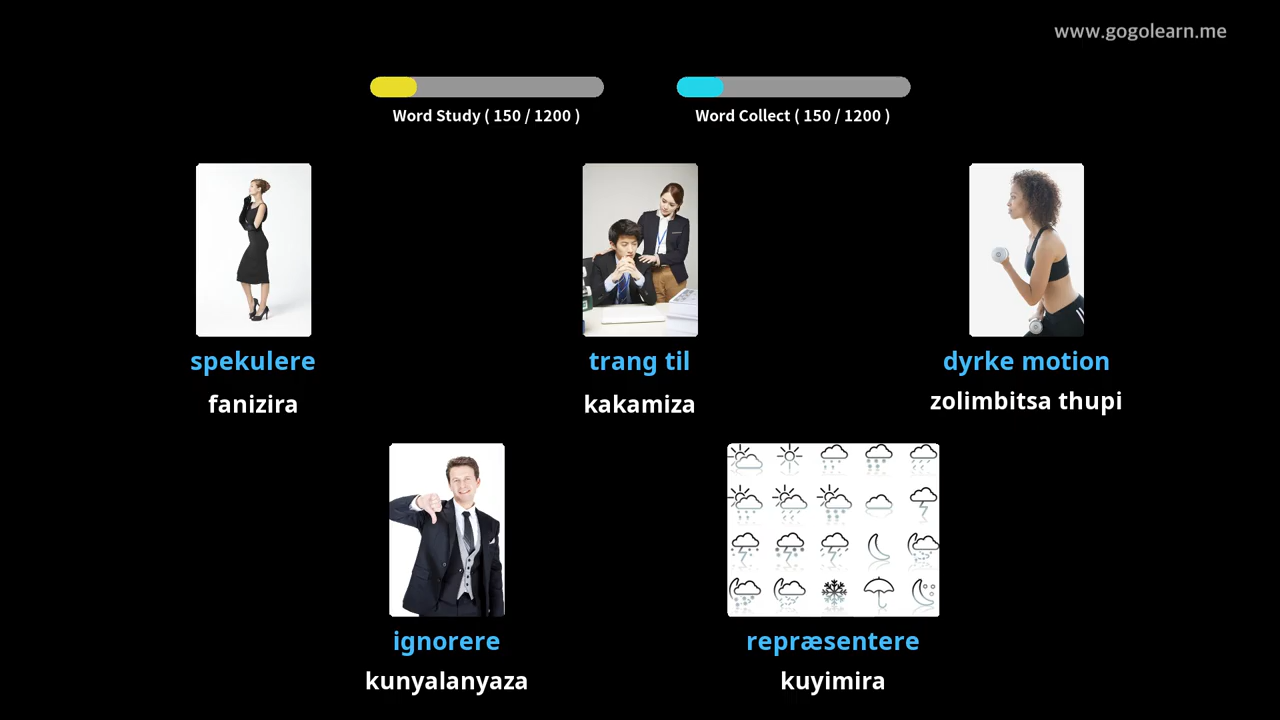 www.gogolearn.me
Word Study ( 150 / 1200 )
Word Collect ( 150 / 1200 )
spekulere
fanizira
trang til
kakamiza
dyrke motion
zolimbitsa thupi
ignorere
kunyalanyaza
repræsentere
kuyimira